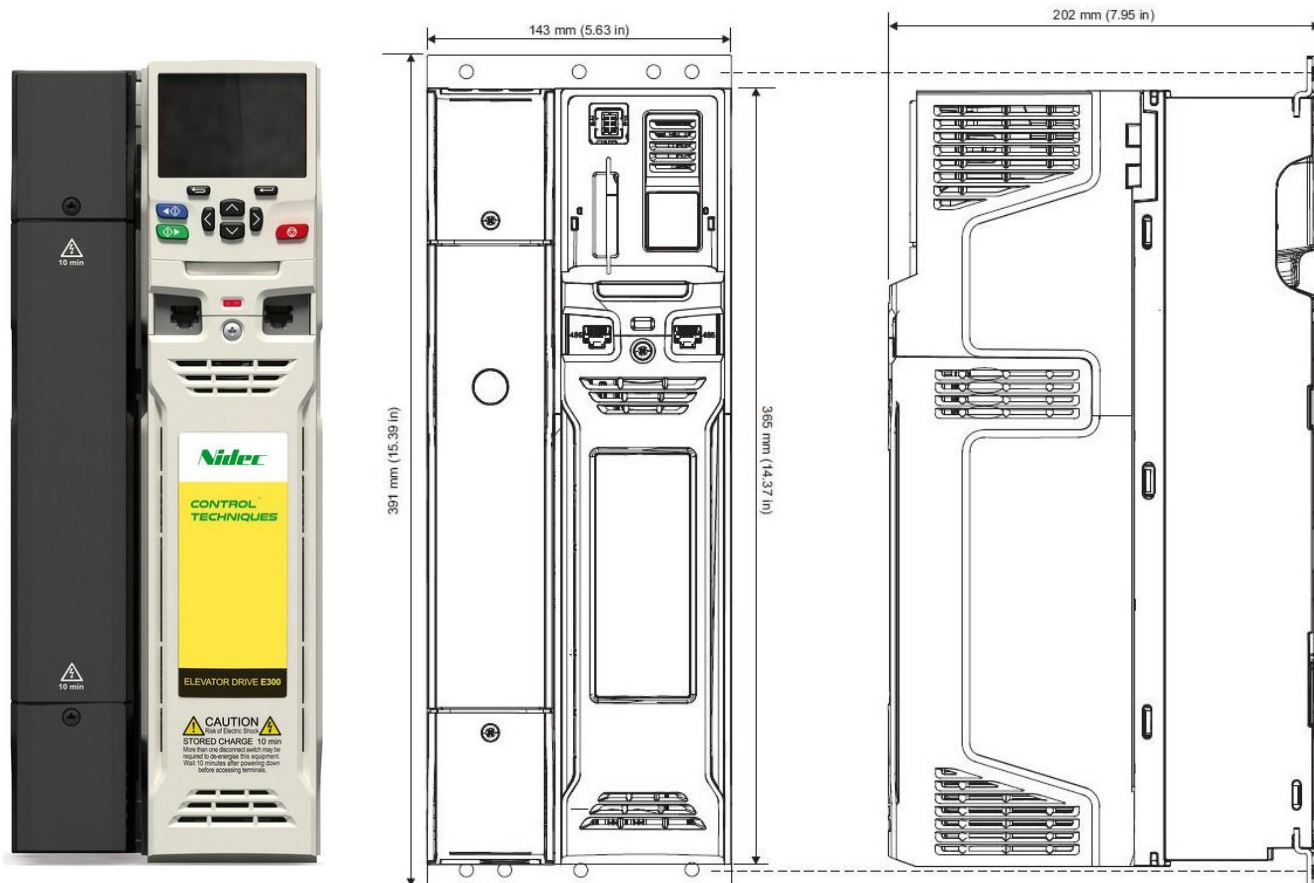 143 mm (5.63 in)
202 mm (7.95 in)
10 min
Nidec
CONTROL
TECHNIQUES
10 min
ELEVATOR DRIVE E300
CAUTION
Risk of Electric Shock
STORED CHARGE 10 min
More than one disconnect switch may be
required to de-energise this equipment.
Wait 10 minutes after powering down
before accessing terminals.
391 mm (15.39 in)
485
485
365 mm (14.37 in)